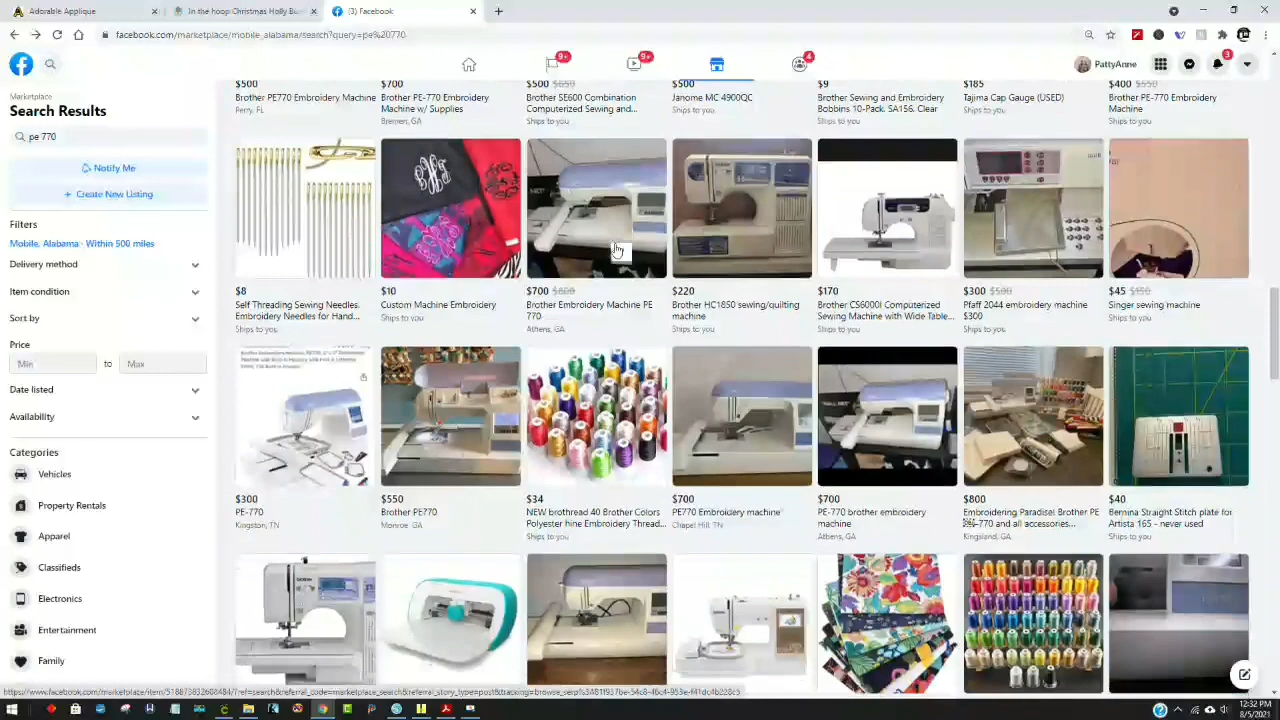 Adorable Applique
In the hoop Christmas Holly Bu
(3) Facebook
facebook.com/marketplace/mobile_alabama/search?query=pe%20770
9+
9+
4
PattyAnne
3
Marketplace
Search Results
pe 770
Notify Me
+ Create New Listing
Filters
Mobile, Alabama · Within 500 miles
Delivery method
Item condition
Sort by
Price
Min to Max
Date listed
Availability
Categories
Vehicles
Property Rentals
Apparel
Classifieds
Electronics
Entertainment
Family
$500
Brother PE770 Embroidery Machine
Perry, FL
$700
Brother E-770 Embroidery
Machine w/ Supplies
Bremen, GA
$500 $650
Brother SE600 Combination
Computerized Sewing and...
Ships to you
$500
Janome MC 4900QC
Ships to you
$9
Brother Sewing and Embroidery
Bobbins 10-Pack. SA156. Clear
Ships to you
$185
Tajima Cap Gauge (USED)
Ships to you
$400 $550
Brother PE-770 Embroidery
Machine
Ships to you
$8
Self Threading Sewing Needles.
Embroidery Needles for Hand...
Ships to you
$10
Custom Machine Embroidery
Ships to you
$700 $800
Brother Embroidery Machine PE
770
Athens, GA
$220
Brother HC1850 sewing/quilting
machine
Ships to you
$170
Brother CS6000I Computerized
Sewing Machine with Wide Table...
Ships to you
$300 $500
Pfaff 2044 embroidery machine
$300
Ships to you
$45 $150
Singer sewing machine
Ships to you
$300
PE-770
Kingston, TN
$550
Brother PE770
Monroe, GA
$34
NEW brothread 40 Brother Colors
Polyester hine Embroidery Thread...
Ships to you
$700
PE770 Embroidery machine
Chapel Hill, TN
$700
PE-770 brother embroidery
machine
Athens, GA
$800
Embroidering Paradise! Brother PE
-770 and all accessories...
Kingsland, GA
$40
Bernina Straight Stitch plate for
Artista 165 - never used
Ships to you
12:32 PM
8/5/2021